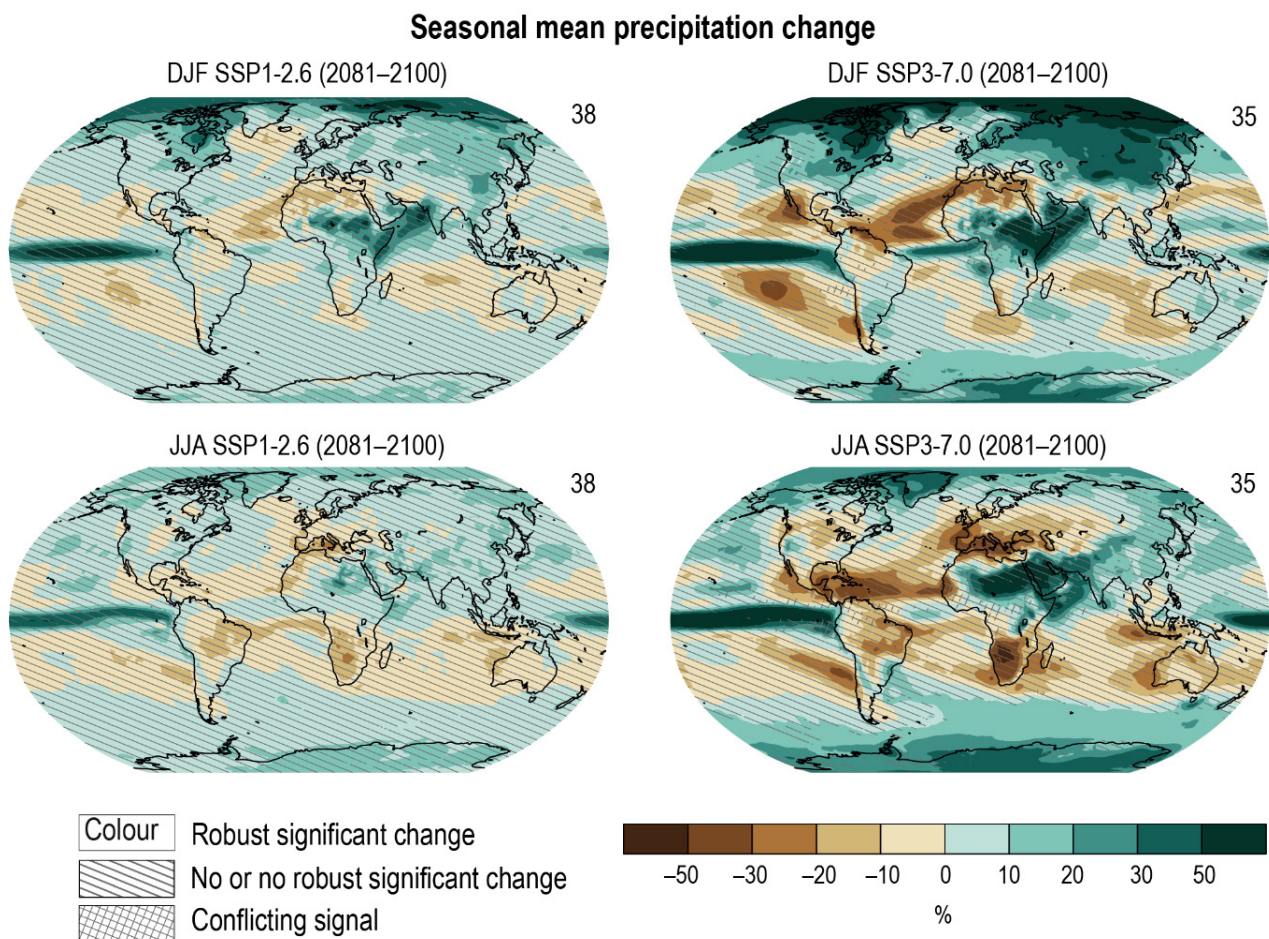 Seasonal mean precipitation change
DJF SSP1-2.6 (2081–2100)
38
DJF SSP3-7.0 (2081–2100)
35
JJA SSP1-2.6 (2081–2100)
38
JJA SSP3-7.0 (2081–2100)
35
Colour Robust significant change
No or no robust significant change
Conflicting signal
–50 –30 –20 –10 0 10 20 30 50
%